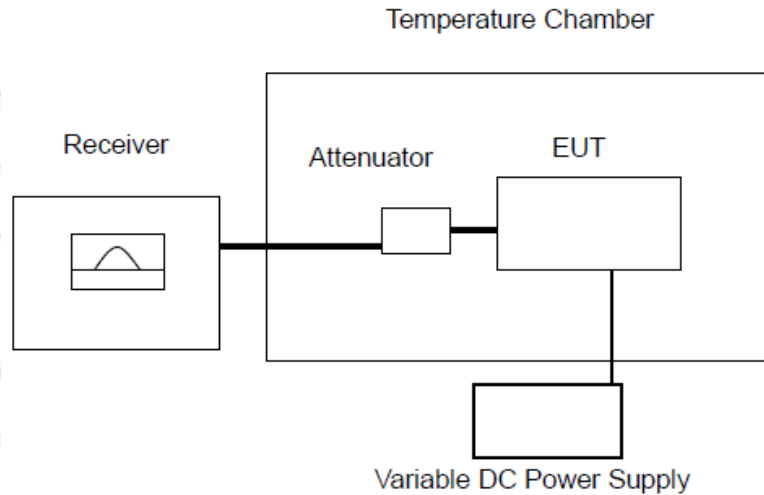 Temperature Chamber
Receiver
Attenuator
EUT
Variable DC Power Supply